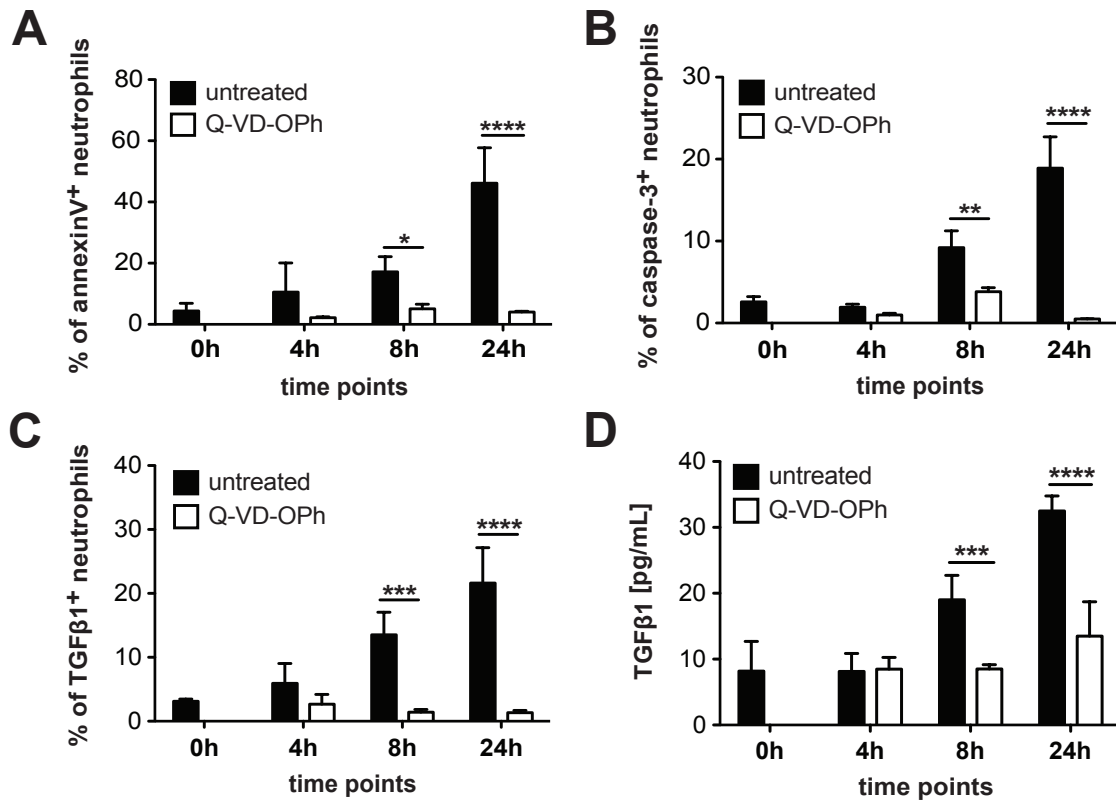 A
% of annexinV+ neutrophils
80
60
40
20
0
untreated
Q-VD-OPh
*
****
0h 4h 8h 24h
time points
B
% of caspase-3+ neutrophils
30
20
10
0
untreated
Q-VD-OPh
**
****
0h 4h 8h 24h
time points
C
% of TGFβ1+ neutrophils
40
30
20
10
0
untreated
Q-VD-OPh
***
****
0h 4h 8h 24h
time points
D
TGFβ1 [pg/mL]
40
30
20
10
0
untreated
Q-VD-OPh
***
****
0h 4h 8h 24h
time points